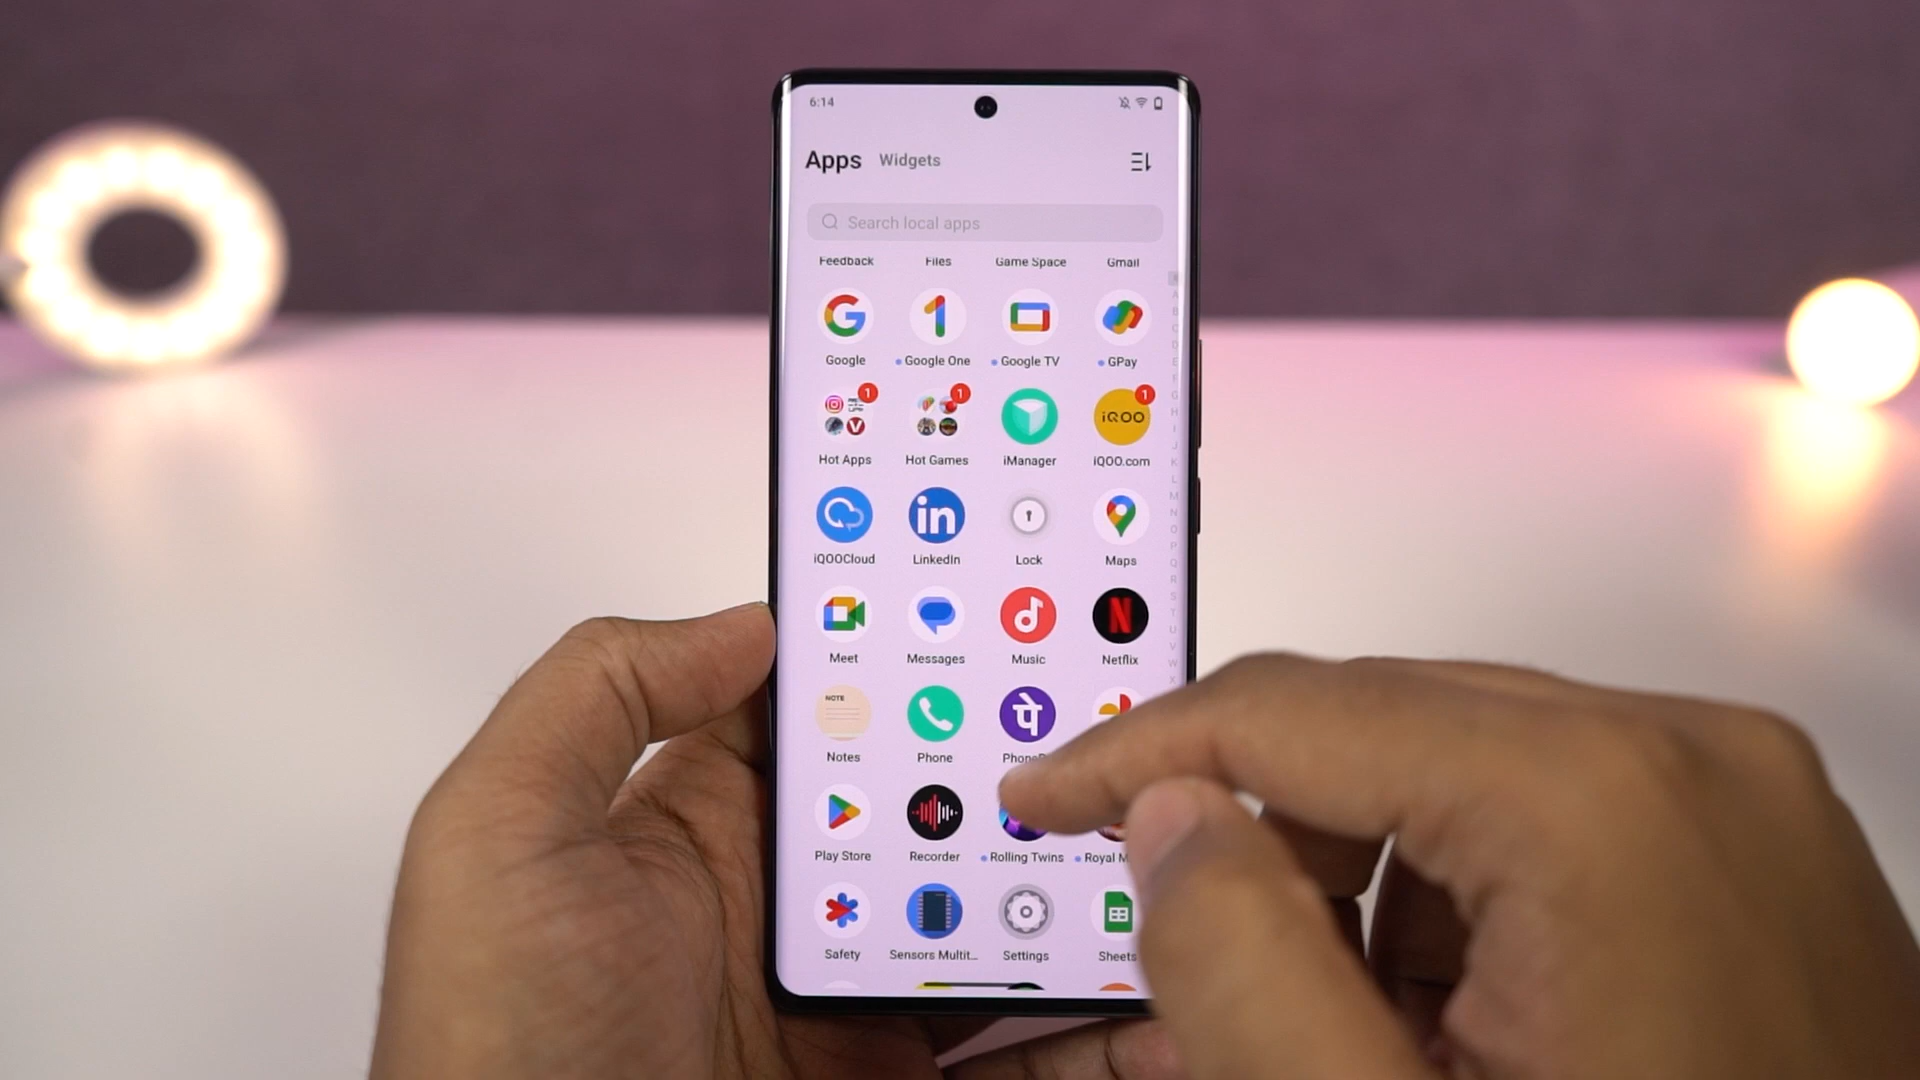 6:14
Apps Widgets
Search local apps
Feedback Files Game Space Gmail
Google Google One Google TV GPay
1 1 1
iQOO
Hot Apps Hot Games iManager iQOO.com
in
iQOOCloud LinkedIn Lock Maps
N
Meet Messages Music Netflix
NOTE
पे
Notes Phone
Play Store Recorder Rolling Twins Royal
Safety Sensors Multit... Settings Sheets